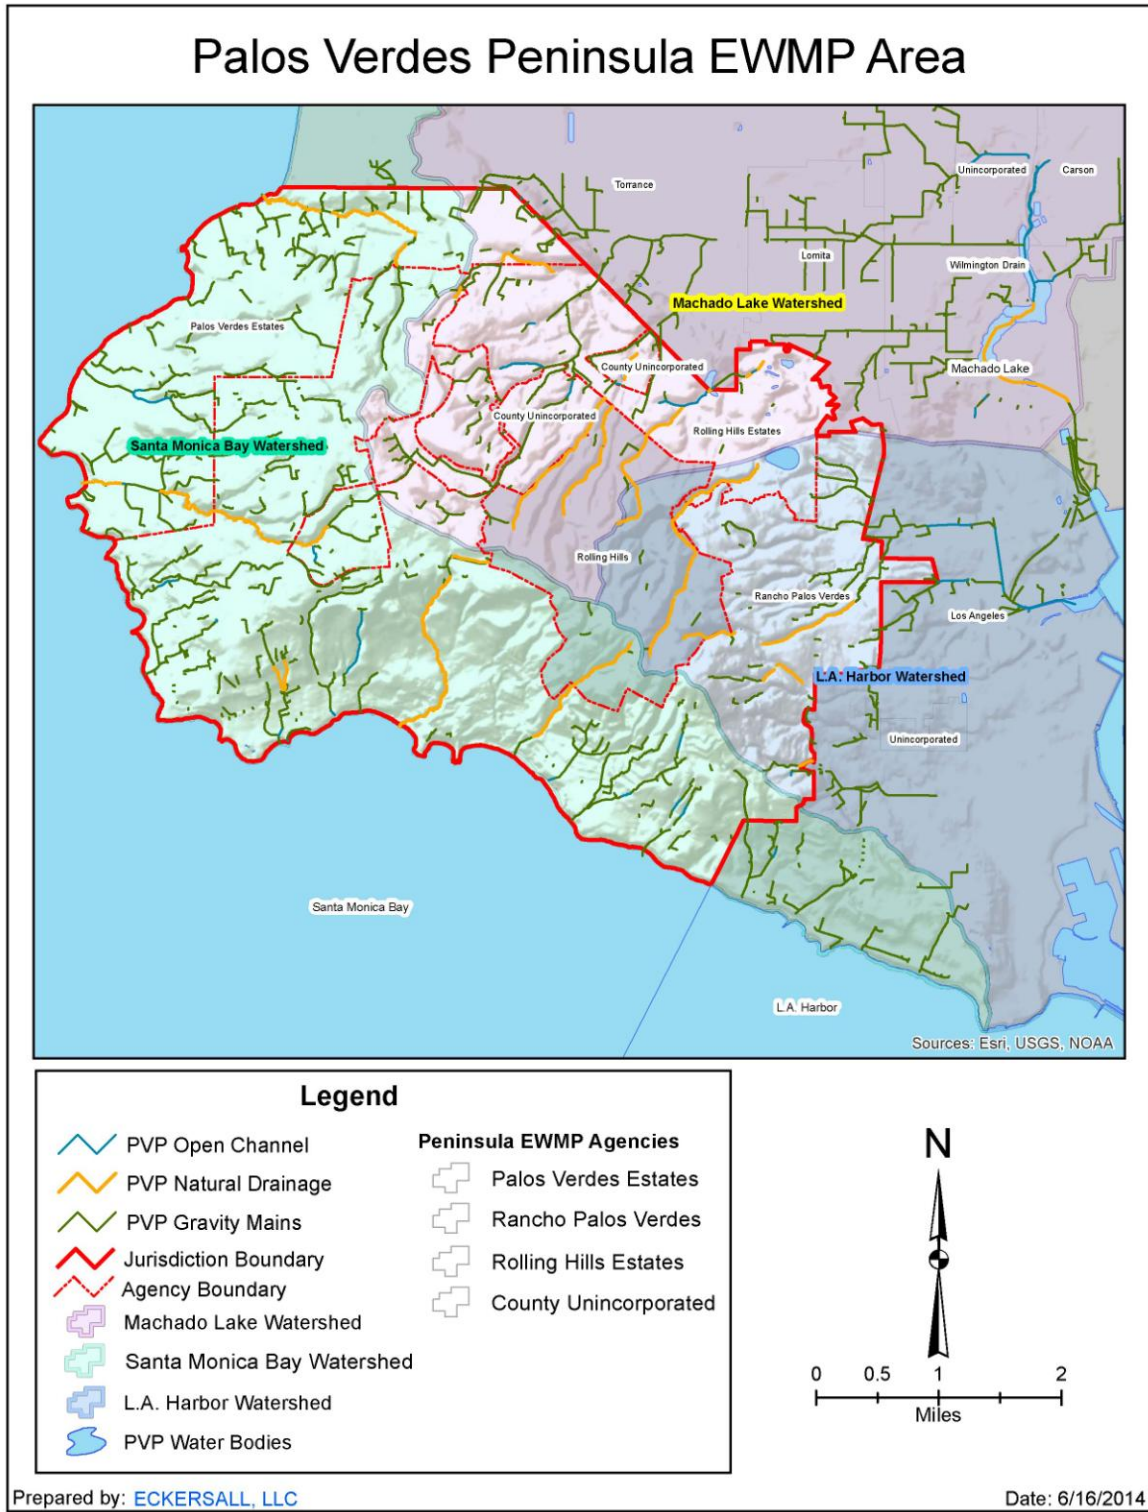 Palos Verdes Peninsula EWMP Area
Torrance
Unincorporated
Carson
Lomita
Wilmington Drain
Machado Lake Watershed
Palos Verdes Estates
County Unincorporated
Machado Lake
County Unincorporated
Rolling Hills Estates
Santa Monica Bay Watershed
Rolling Hills
Rancho Palos Verdes
Los Angeles
L.A. Harbor Watershed
Unincorporated
Santa Monica Bay
L.A. Harbor
Sources: Esri, USGS, NOAA
Legend
PVP Open Channel
PVP Natural Drainage
PVP Gravity Mains
Jurisdiction Boundary
Agency Boundary
Machado Lake Watershed
Santa Monica Bay Watershed
L.A. Harbor Watershed
PVP Water Bodies
Peninsula EWMP Agencies
Palos Verdes Estates
Rancho Palos Verdes
Rolling Hills Estates
County Unincorporated
N
0 0.5 1 2
Miles
Prepared by: ECKERSALL, LLC
Date: 6/16/2014